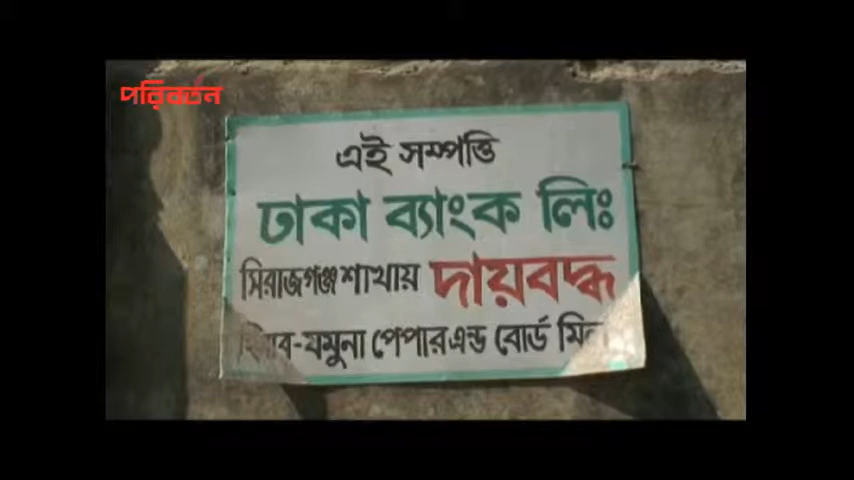 পরিবর্তন
এই সম্পত্তি
ঢাকা ব্যাংক লিঃ
সিরাজগঞ্জ শাখায় দায়বদ্ধ
হিসাব-যমুনা পেপার এন্ড বোর্ড মিল